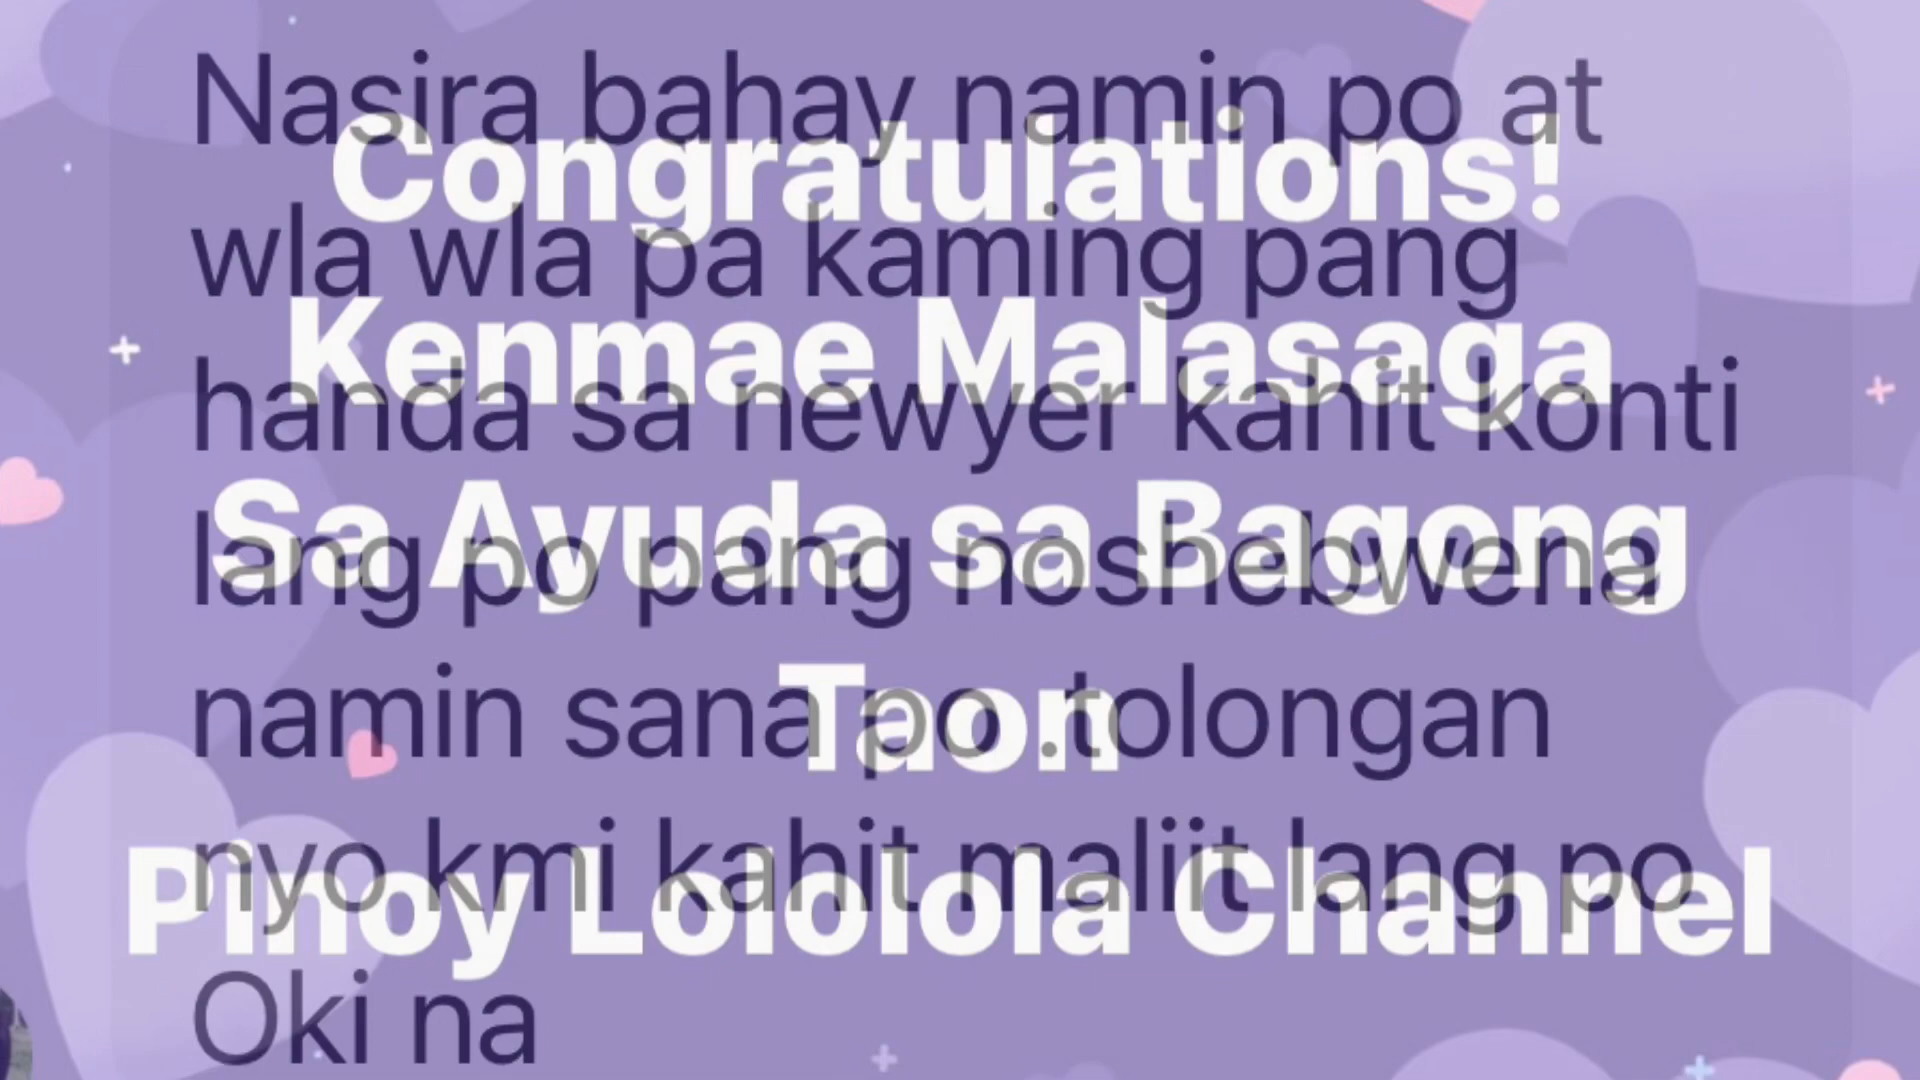 Nasira bahay namin po at
wla wla pa kaming pang
handa sa newyer kahit konti
lang po pang noshebwena
namin sana po .tolongan
nyo kmi kahit maliit lang po
Oki na
Congratulations!
Kenmae Malasaga
Sa Ayuda sa Bagong
Taon
Pinoy Lololola Channel